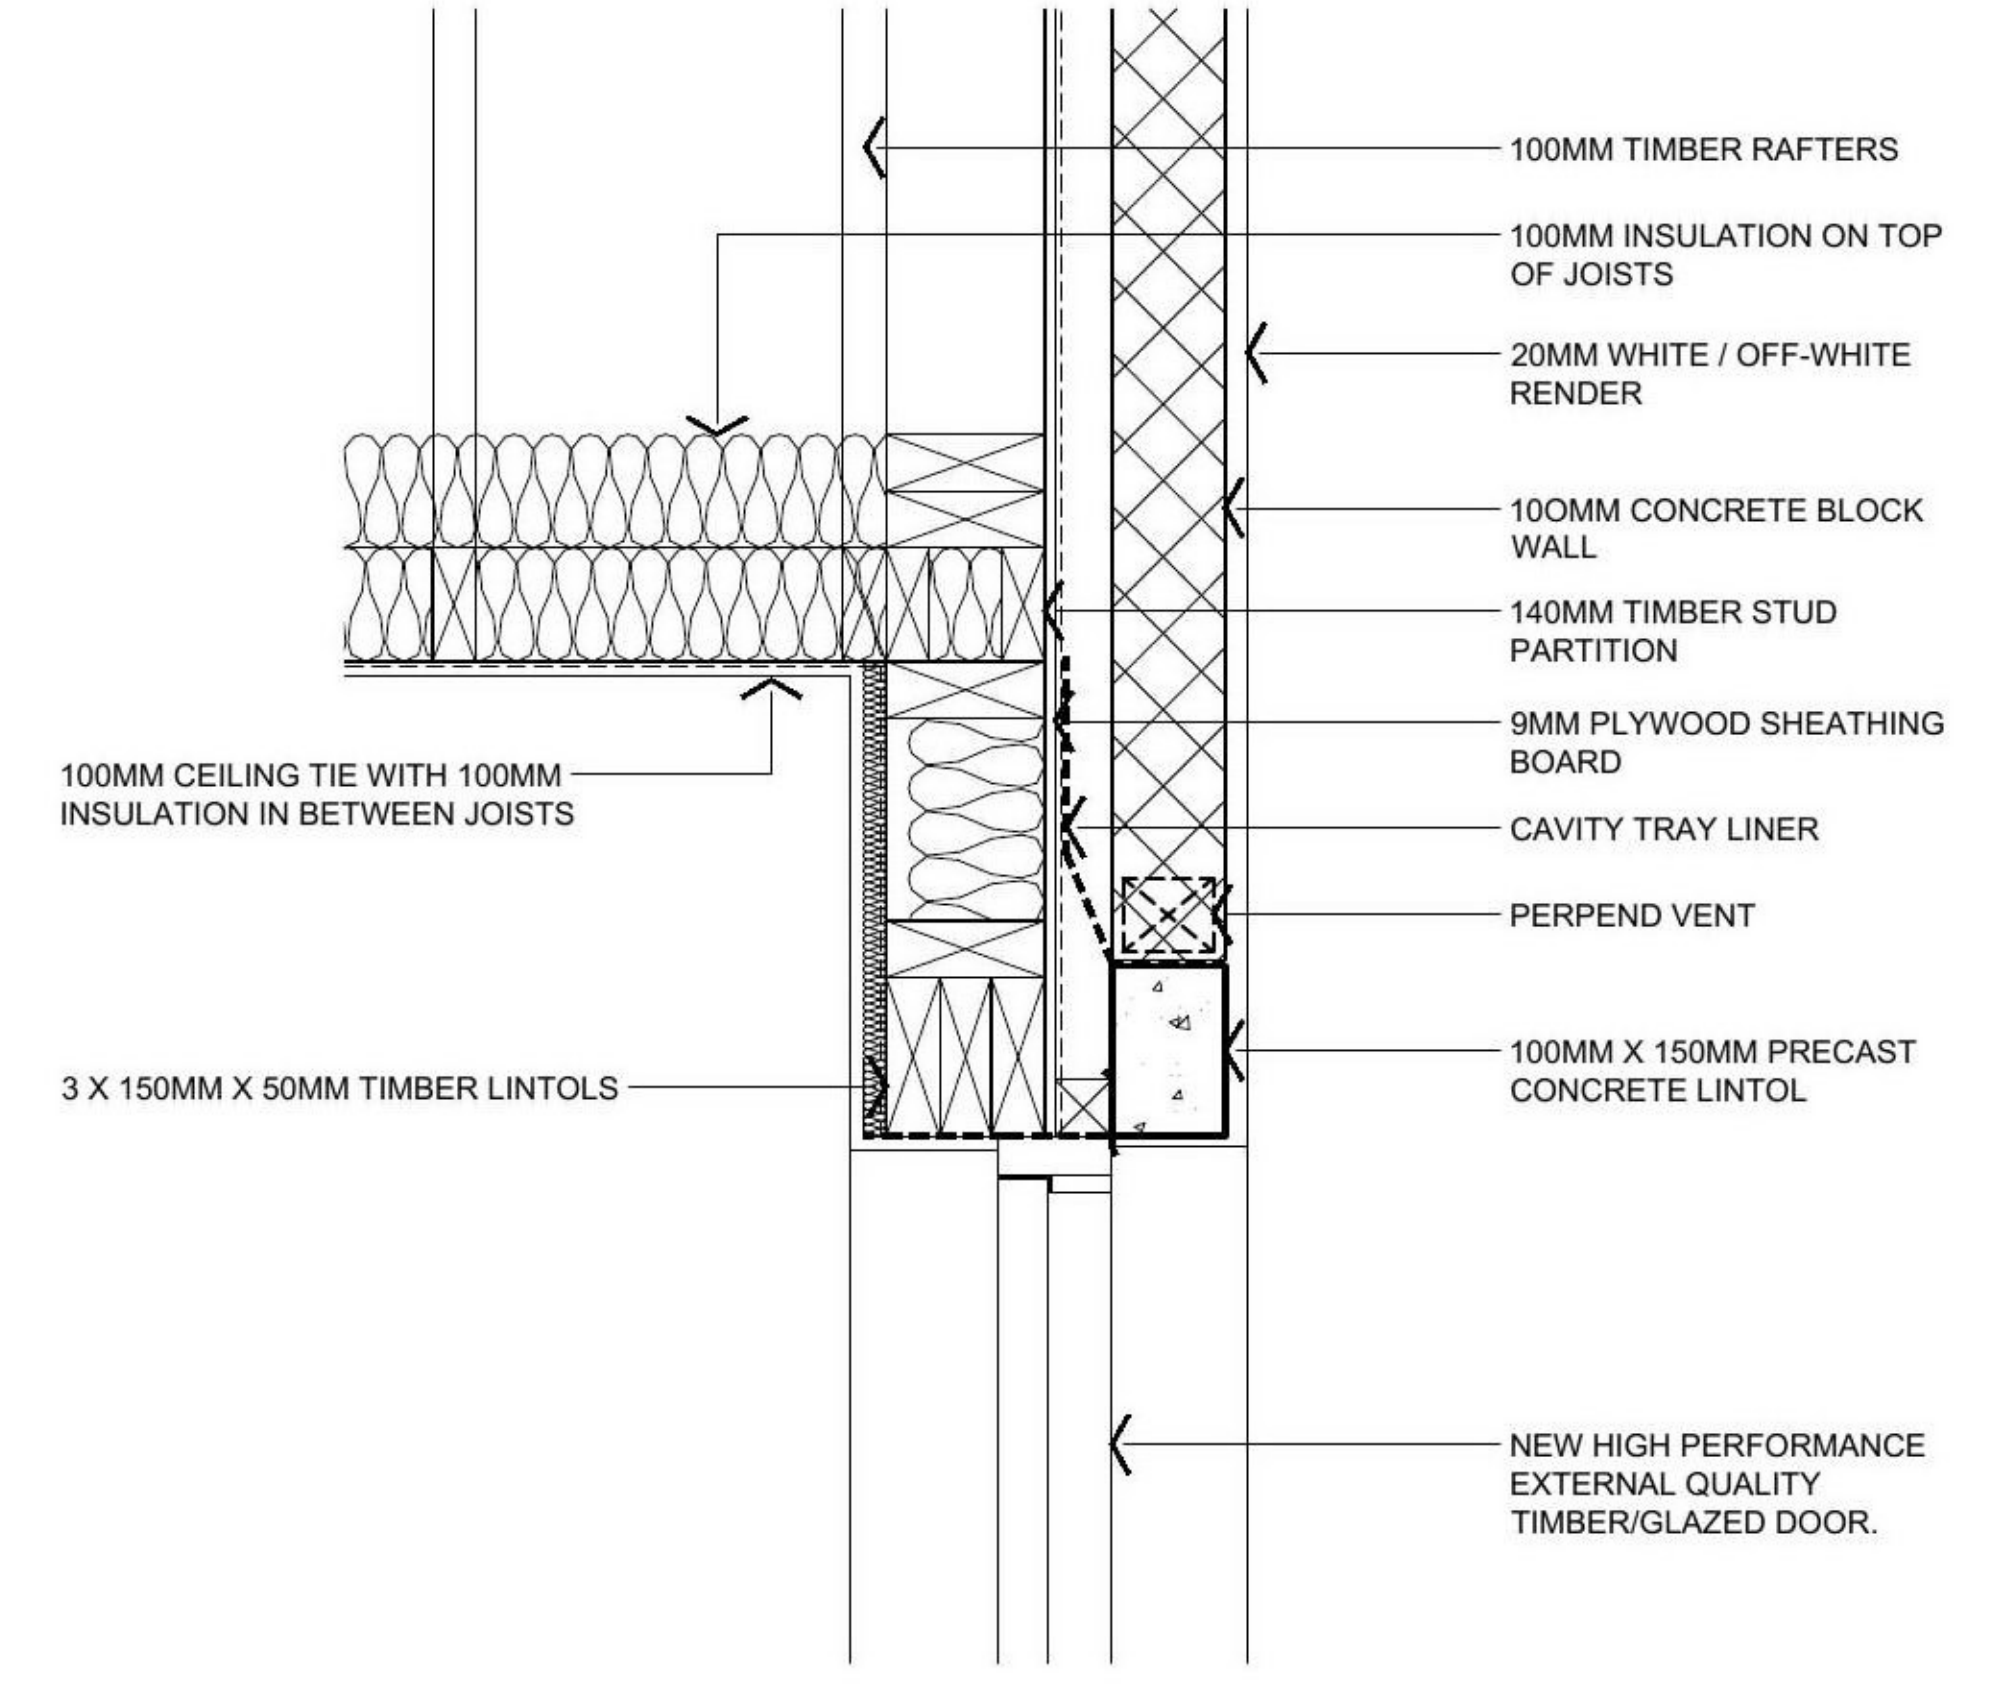 100MM TIMBER RAFTERS
100MM INSULATION ON TOP
OF JOISTS
20MM WHITE / OFF-WHITE
RENDER
10OMM CONCRETE BLOCK
WALL
140MM TIMBER STUD
PARTITION
9MM PLYWOOD SHEATHING
BOARD
CAVITY TRAY LINER
PERPEND VENT
100MM X 150MM PRECAST
CONCRETE LINTOL
NEW HIGH PERFORMANCE
EXTERNAL QUALITY
TIMBER/GLAZED DOOR.
100MM CEILING TIE WITH 100MM
INSULATION IN BETWEEN JOISTS
3 X 150MM X 50MM TIMBER LINTOLS